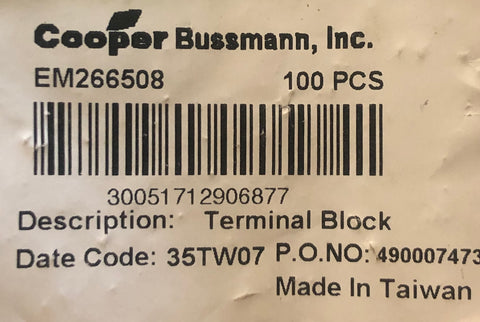 Cooper Bussmann, Inc.
EM266508 100 PCS
30051712906877
Description: Terminal Block
Date Code: 35TW07 P.O.NO: 490007473
Made In Taiwan